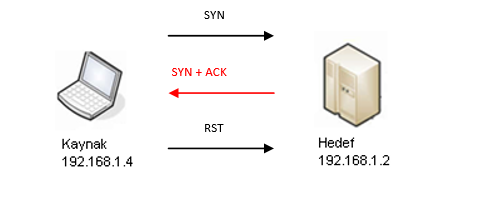 SYN
SYN + ACK
RST
Kaynak
192.168.1.4
Hedef
192.168.1.2